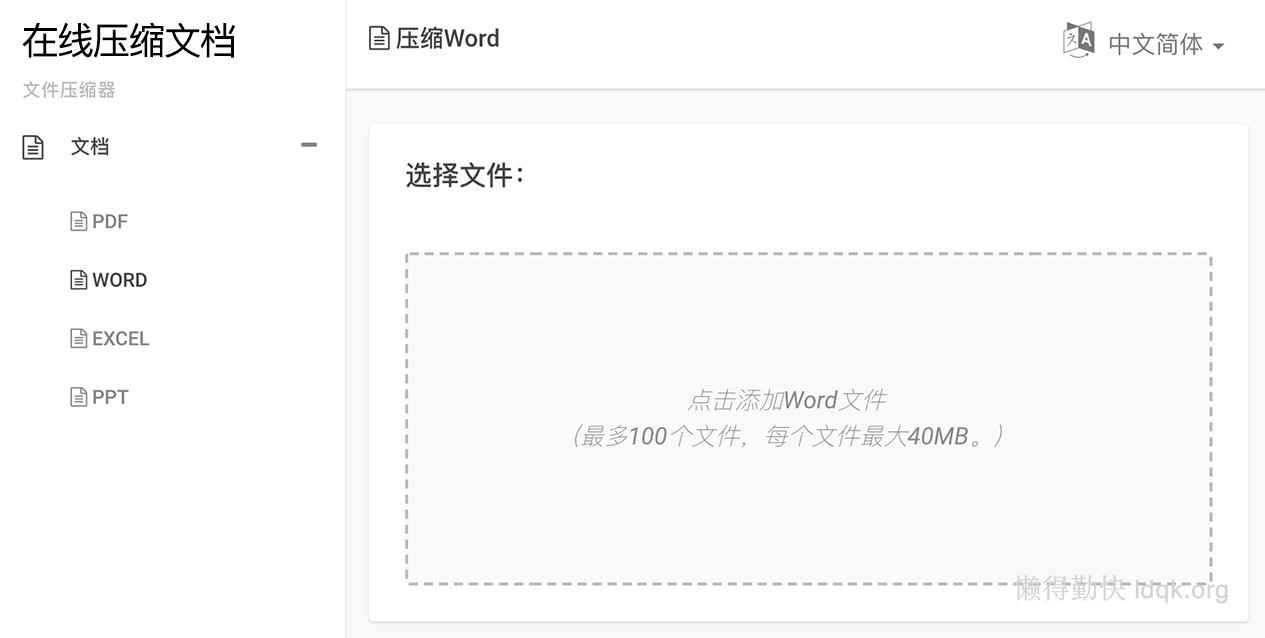 在线压缩文档
文件压缩器
文档
PDF
WORD
EXCEL
PPT
压缩Word
中文简体
选择文件：
点击添加Word文件
（最多100个文件，每个文件最大40MB。）
懒得勤快 ldqk.org